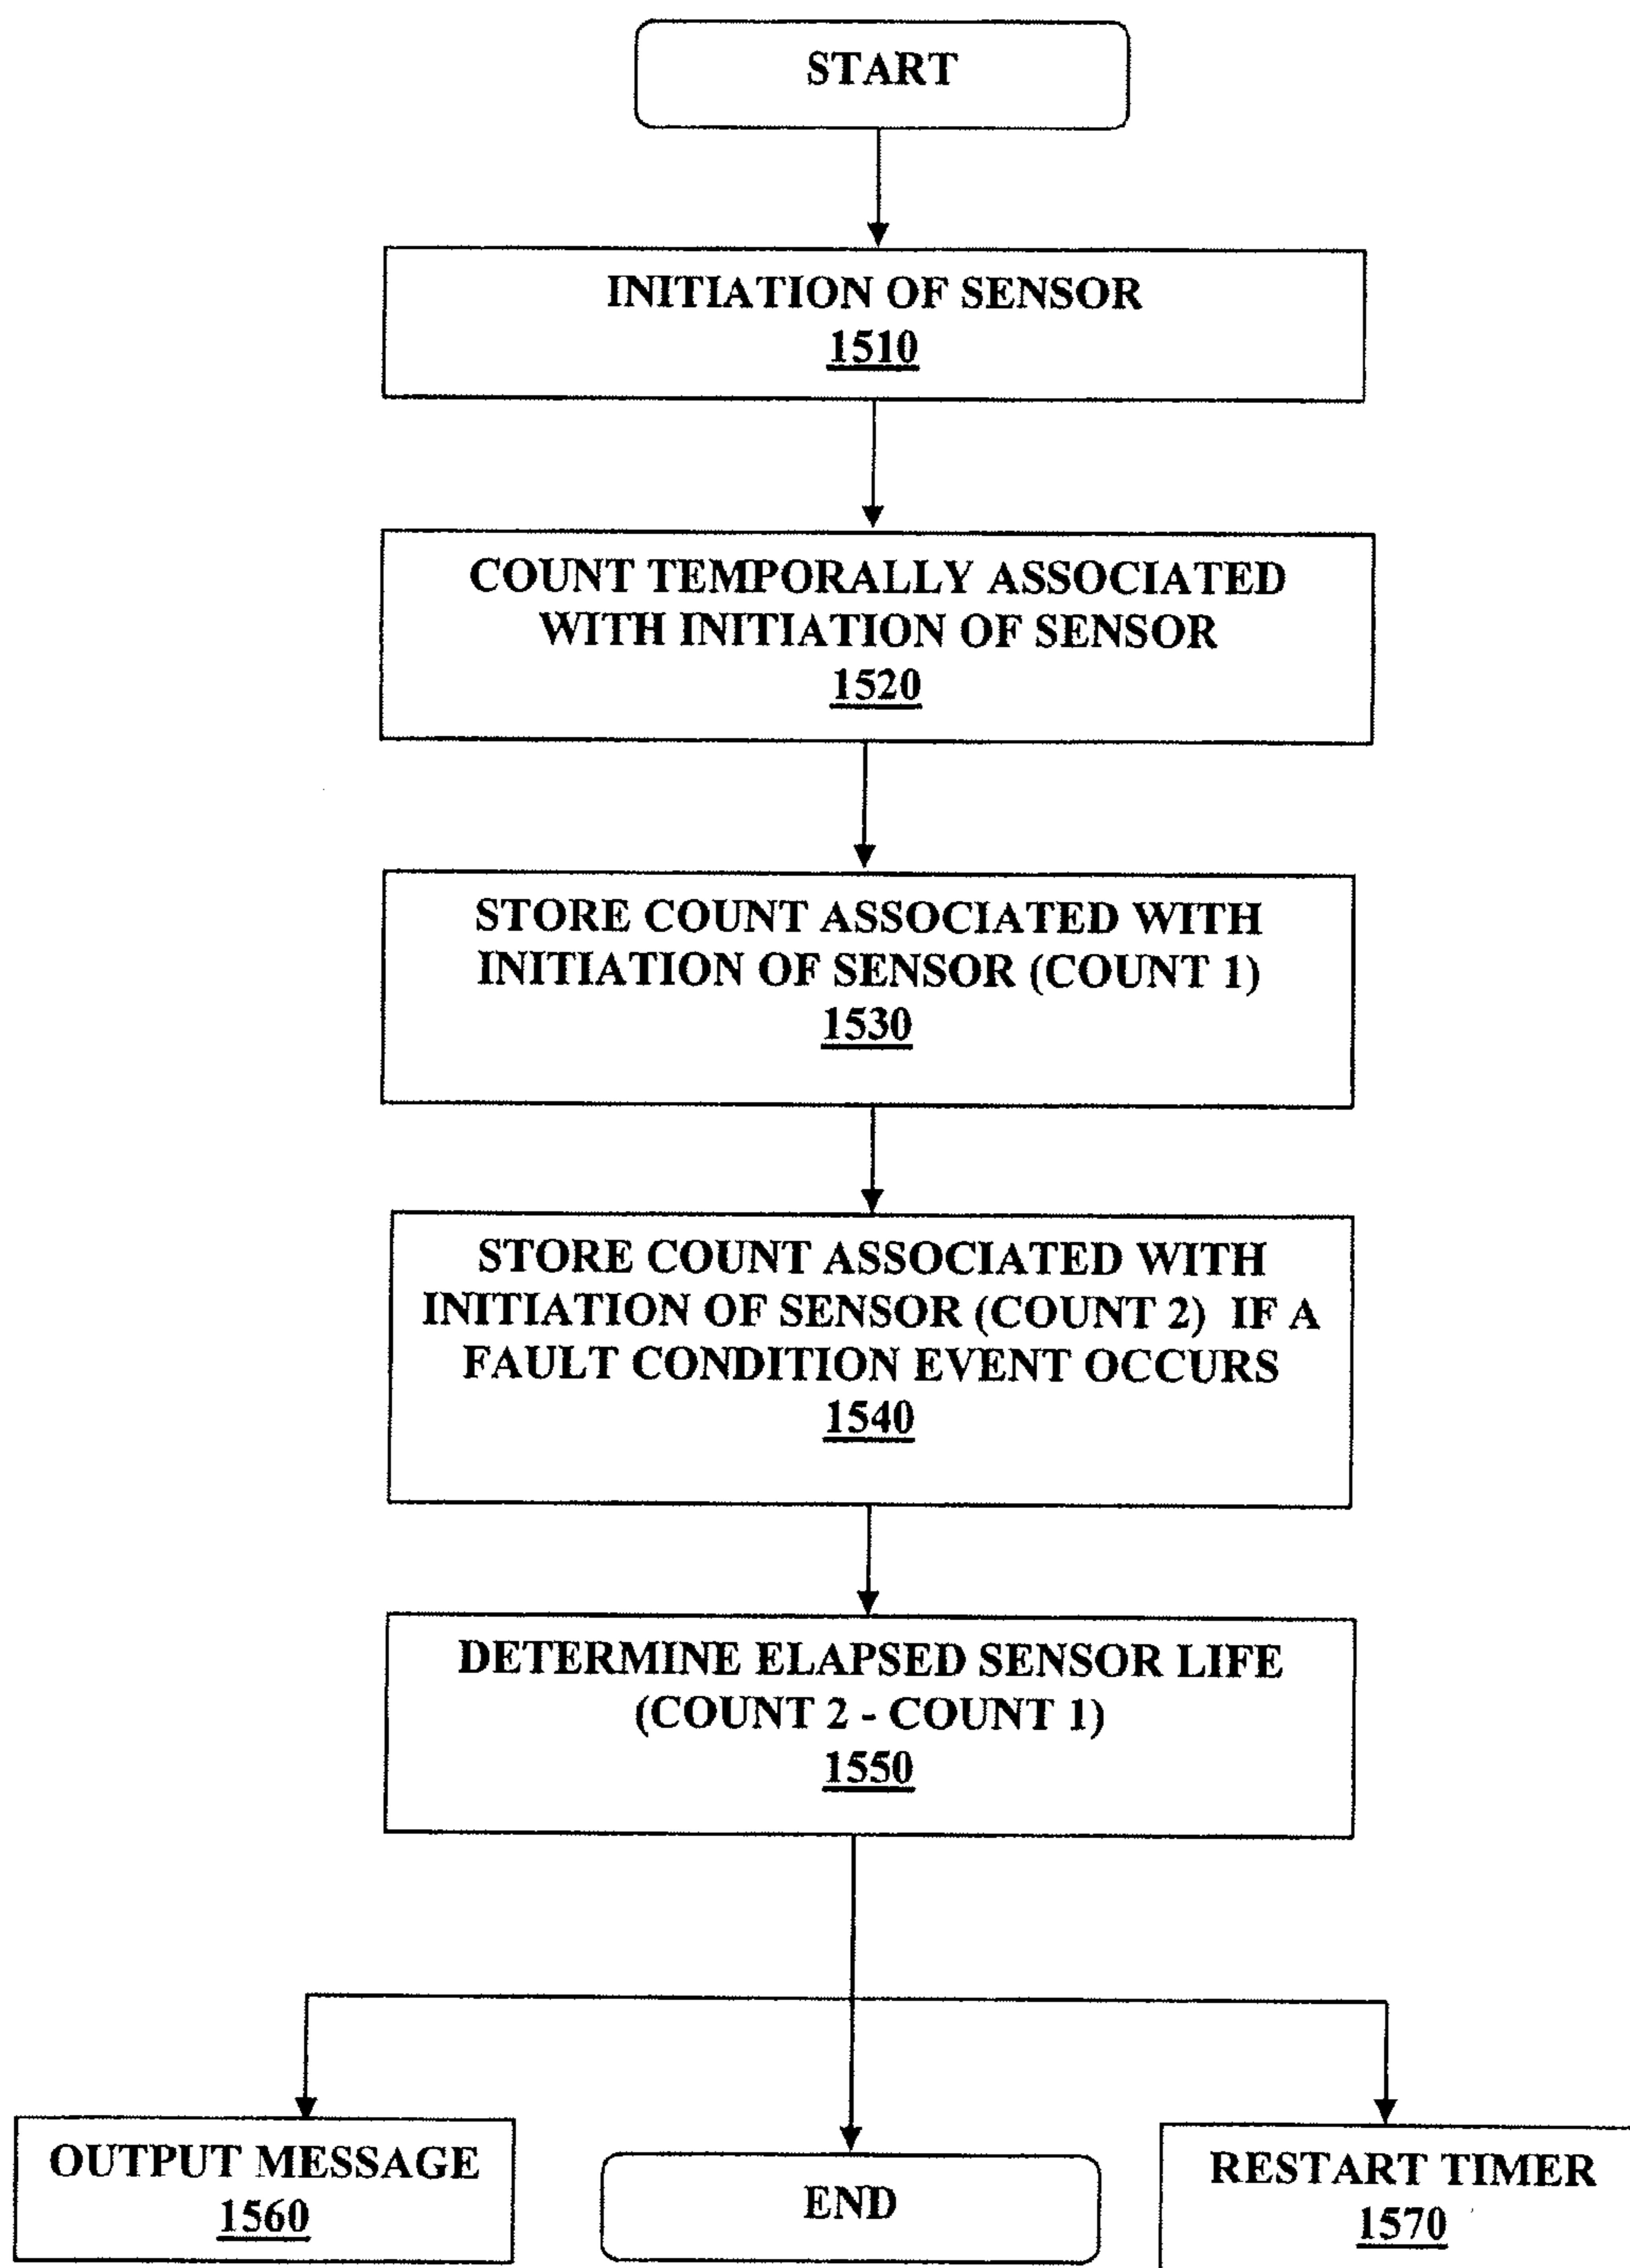 START
INITIATION OF SENSOR
1510
COUNT TEMPORALLY ASSOCIATED
WITH INITIATION OF SENSOR
1520
STORE COUNT ASSOCIATED WITH
INITIATION OF SENSOR (COUNT 1)
1530
STORE COUNT ASSOCIATED WITH
INITIATION OF SENSOR (COUNT 2) IF A
FAULT CONDITION EVENT OCCURS
1540
DETERMINE ELAPSED SENSOR LIFE
(COUNT 2 - COUNT 1)
1550
OUTPUT MESSAGE
1560
END
RESTART TIMER
1570